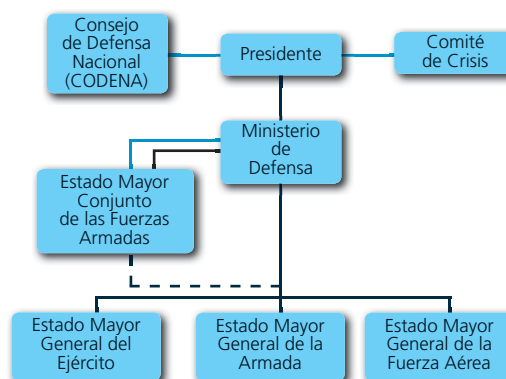 Consejo
de Defensa
Nacional
(CODENA)
Presidente
Comité
de Crisis
Ministerio
de
Defensa
Estado Mayor
Conjunto
de las Fuerzas
Armadas
Estado Mayor
General del
Ejército
Estado Mayor
General de la
Armada
Estado Mayor
General de la
Fuerza Aérea